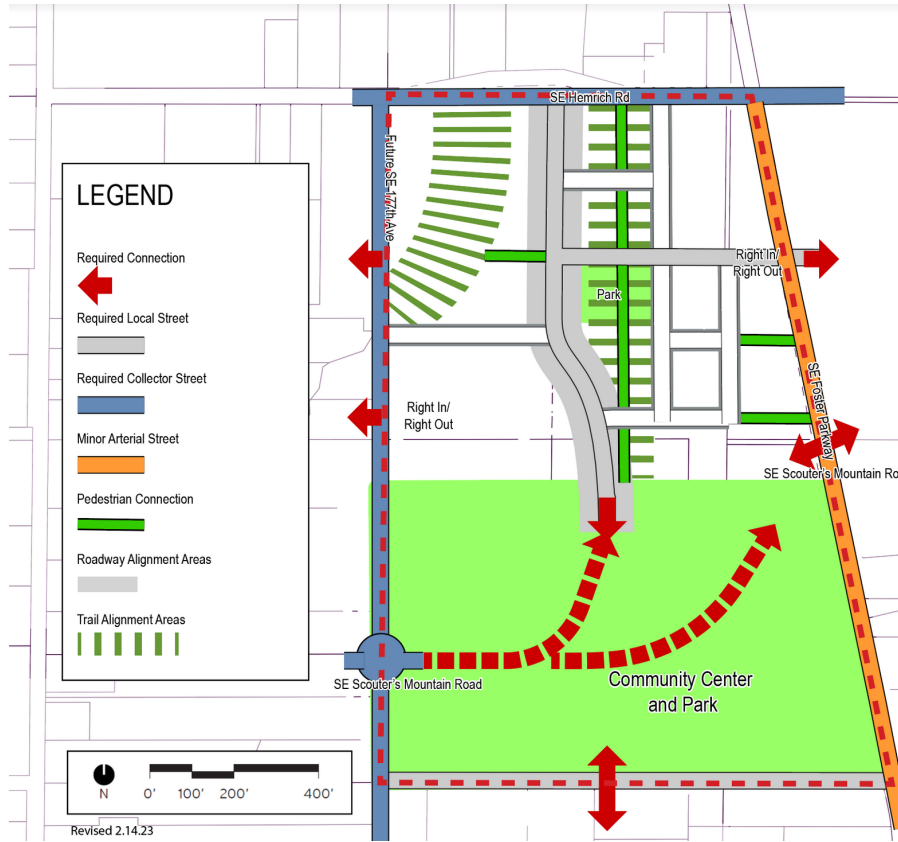 SE Hemrich Rd
Future SE 177th Ave
LEGEND
Required Connection
Required Local Street
Required Collector Street
Minor Arterial Street
Pedestrian Connection
Roadway Alignment Areas
Trail Alignment Areas
Right In/
Right Out
Park
Right In/
Right Out
SE Foster Parkway
SE Scouter's Mountain Ro
SE Scouter's Mountain Road
Community Center
and Park
N
0' 100' 200' 400'
Revised 2.14.23